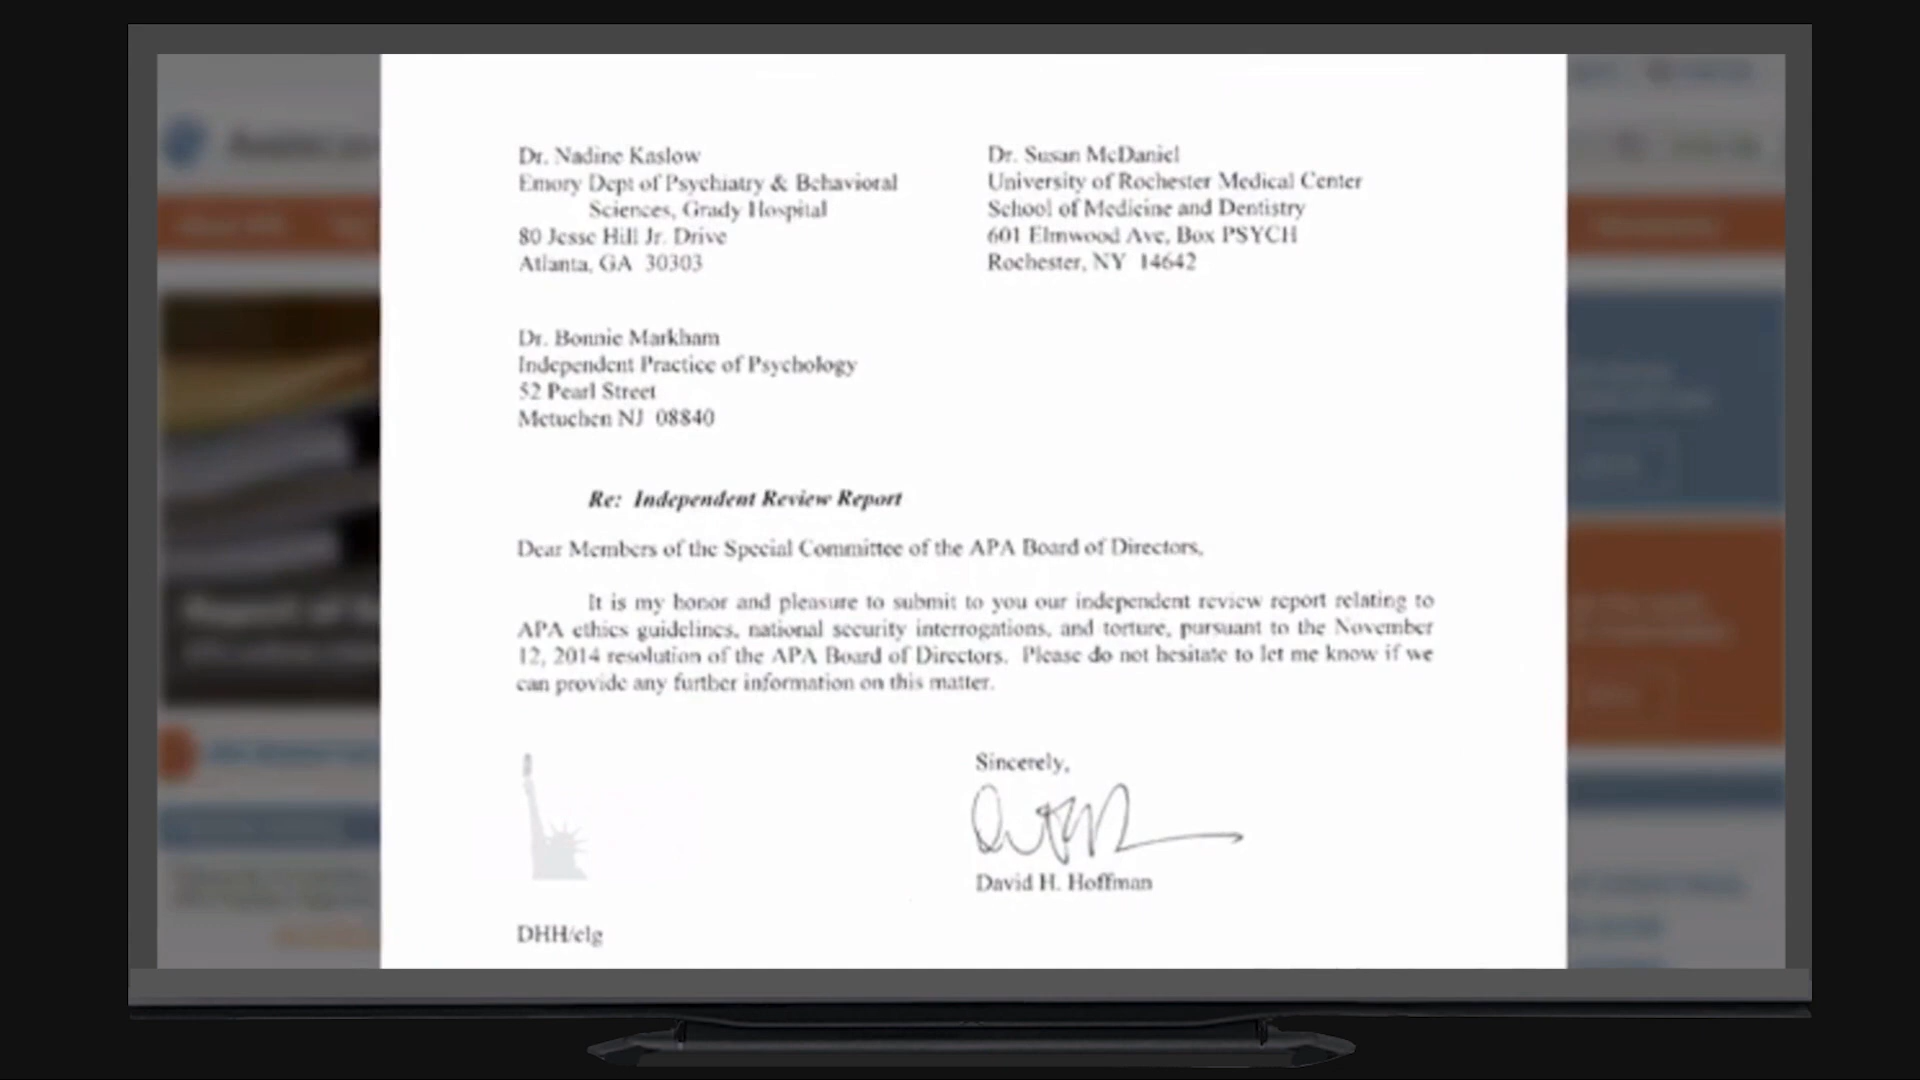 Dr. Nadine Kaslow
Emory Dept of Psychiatry & Behavioral
Sciences, Grady Hospital
80 Jesse Hill Jr. Drive
Atlanta, GA 30303
Dr. Susan McDaniel
University of Rochester Medical Center
School of Medicine and Dentistry
601 Elmwood Ave, Box PSYCH
Rochester, NY 14642
Dr. Bonnie Markham
Independent Practice of Psychology
52 Pearl Street
Metuchen NJ 08840
Re: Independent Review Report
Dear Members of the Special Committee of the APA Board of Directors,
It is my honor and pleasure to submit to you our independent review report relating to
APA ethics guidelines, national security interrogations, and torture, pursuant to the November
12, 2014 resolution of the APA Board of Directors. Please do not hesitate to let me know if we
can provide any further information on this matter.
Sincerely,
David H. Hoffman
DHH/clg